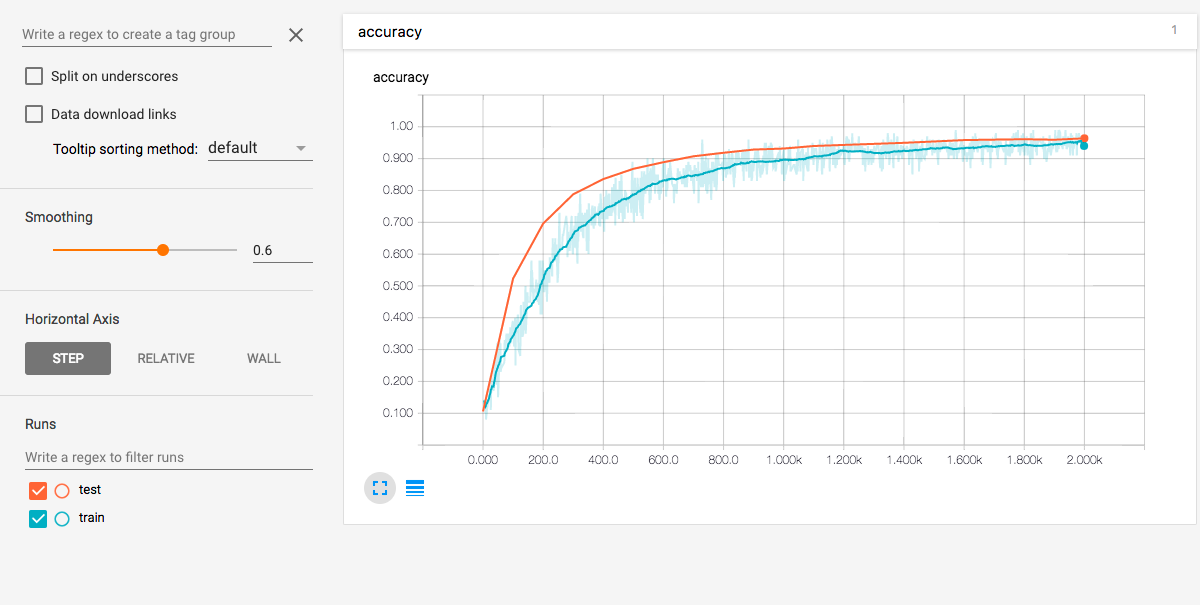 Write a regex to create a tag group
Split on underscores
Data download links
Tooltip sorting method: default
Smoothing
0.6
Horizontal Axis
STEP RELATIVE WALL
Runs
Write a regex to filter runs
test
train
accuracy 1
accuracy
1.00
0.900
0.800
0.700
0.600
0.500
0.400
0.300
0.200
0.100
0.000 200.0 400.0 600.0 800.0 1.000k 1.200k 1.400k 1.600k 1.800k 2.000k